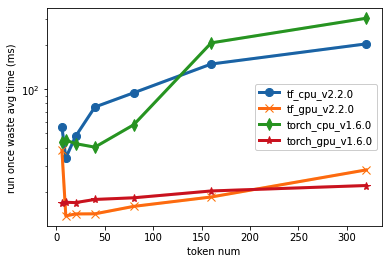 run once waste avg time (ms)
10²
tf_cpu_v2.2.0
tf_gpu_v2.2.0
torch_cpu_v1.6.0
torch_gpu_v1.6.0
0 50 100 150 200 250 300
token num